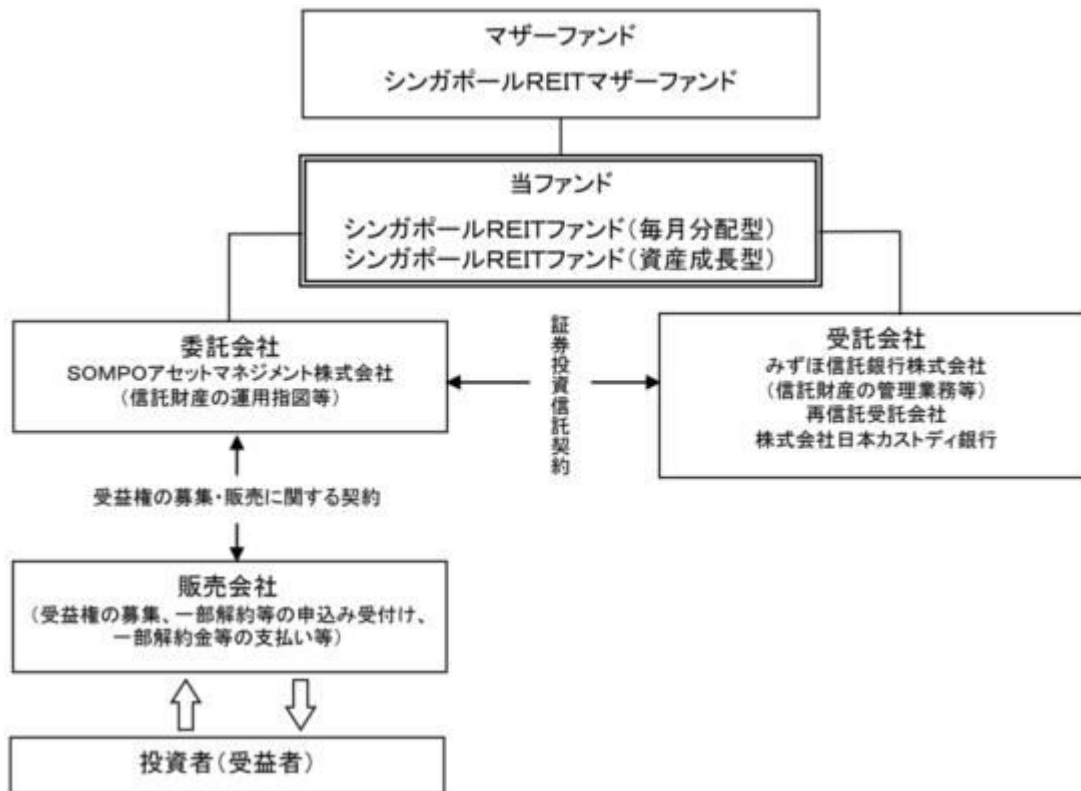 マザーファンド
シンガポールREITマザーファンド
当ファンド
シンガポールREITファンド(毎月分配型)
シンガポールREITファンド(資産成長型)
委託会社
SOMPOアセットマネジメント株式会社
(信託財産の運用指図等)
証券投資信託契約
受託会社
みずほ信託銀行株式会社
(信託財産の管理業務等)
再信託受託会社
株式会社日本カストディ銀行
受益権の募集・販売に関する契約
販売会社
(受益権の募集、一部解約等の申込み受付け、
一部解約金等の支払い等)
投資者(受益者)